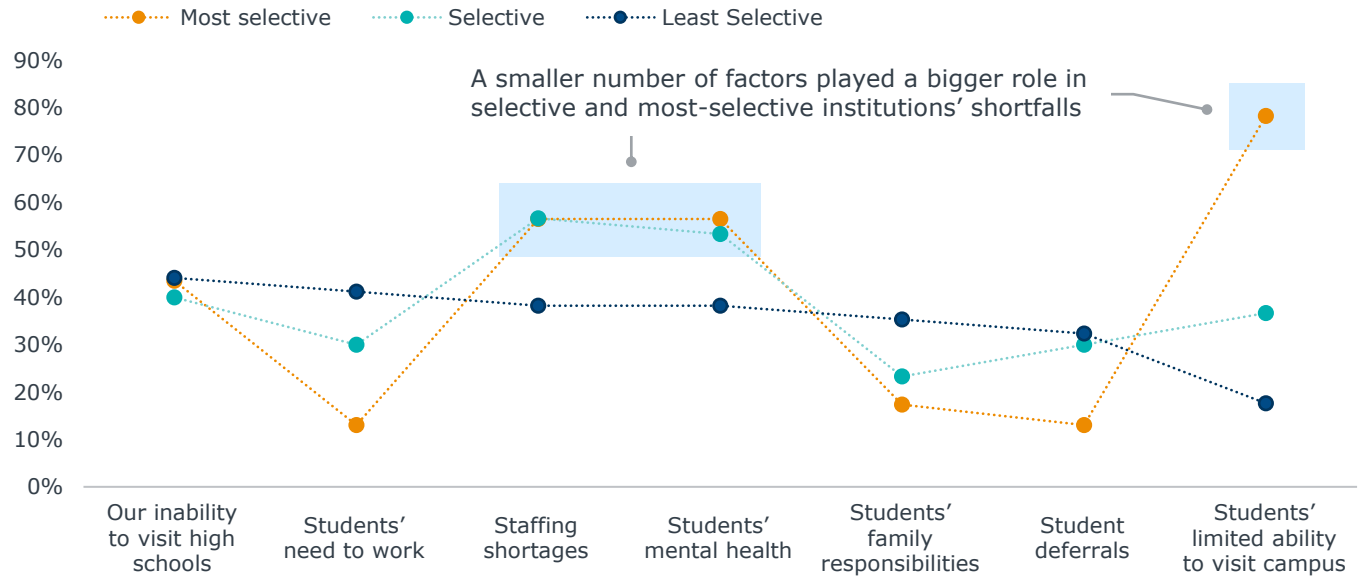 Most selective
Selective
Least Selective
A smaller number of factors played a bigger role in
selective and most-selective institutions’ shortfalls
90%
80%
70%
60%
50%
40%
30%
20%
10%
0%
Our inability
to visit high
schools
Students’
need to work
Staffing
shortages
Students’
mental health
Students’
family
responsibilities
Student
deferrals
Students’
limited ability
to visit campus